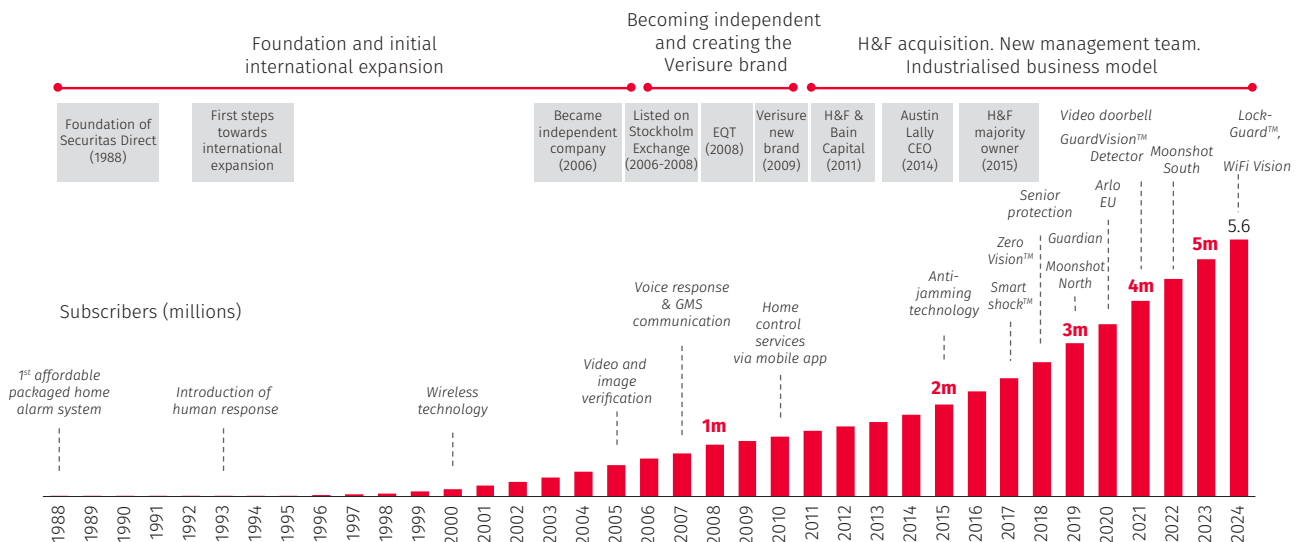 Foundation and initial
international expansion
Becoming independent
and creating the
Verisure brand
H&F acquisition. New management team.
Industrialised business model
Foundation of
Securitas Direct
(1988)
First steps
towards
international
expansion
Became
independent
company
(2006)
Listed on
Stockholm
Exchange
(2006-2008)
EQT
(2008)
Verisure
new
brand
(2009)
H&F &
Bain
Capital
(2011)
Austin
Lally
CEO
(2014)
H&F
majority
owner
(2015)
Video doorbell
GuardVision™
Detector
Moonshot
South
Lock-
Guard™,
WiFi Vision
Senior
protection
Arlo
EU
5.6
Zero
Vision™
Smart
shock™
Guardian
Moonshot
North
5m
4m
3m
Anti-
jamming
technology
2m
Subscribers (millions)
Voice response
& GMS
communication
Home
control
services
via mobile app
1st affordable
packaged home
alarm system
Introduction of
human response
Wireless
technology
Video and
image
verification
1m
1988
1989
1990
1991
1992
1993
1994
1995
1996
1997
1998
1999
2000
2001
2002
2003
2004
2005
2006
2007
2008
2009
2010
2011
2012
2013
2014
2015
2016
2017
2018
2019
2020
2021
2022
2023
2024